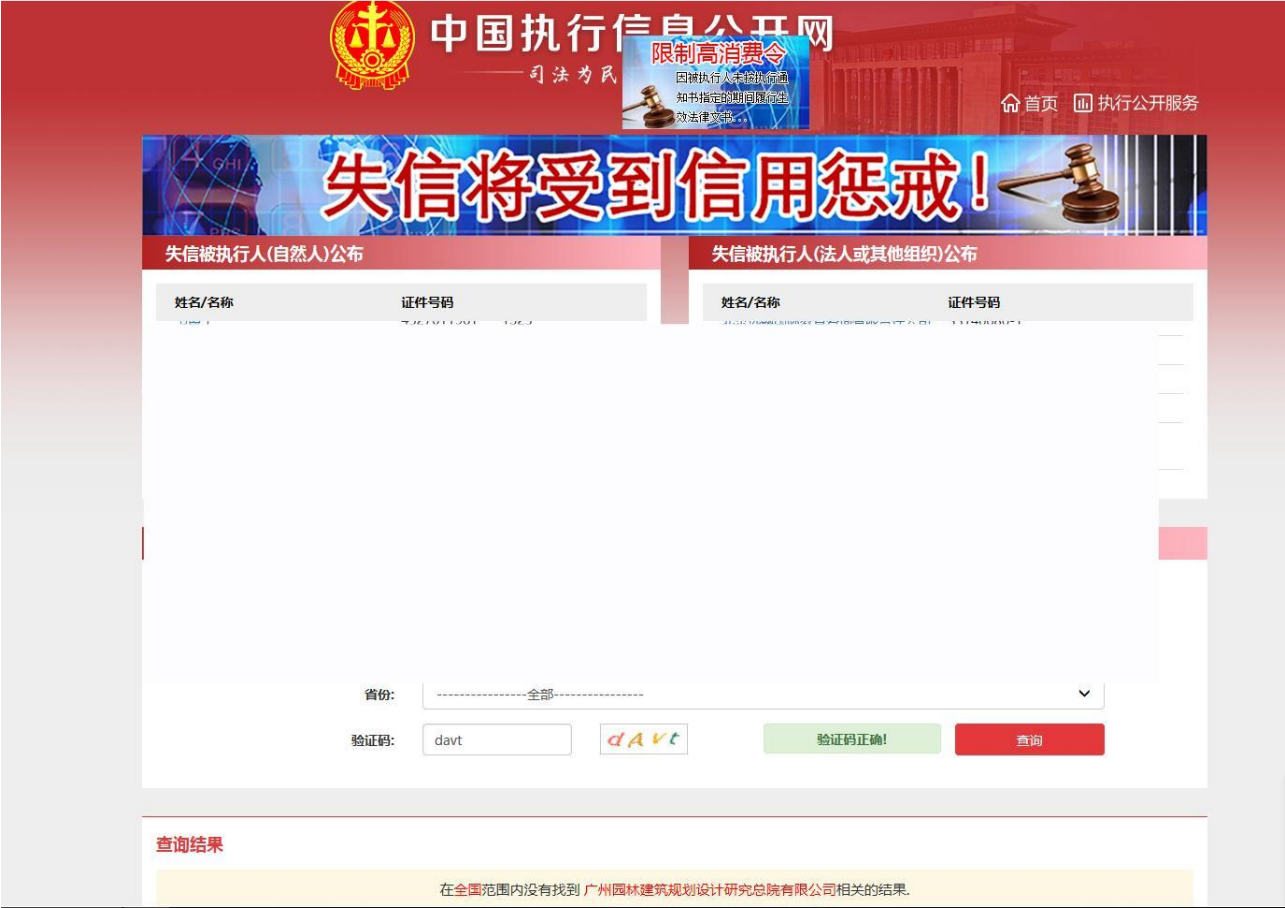 中国执行信息公开网
司法为民
限制高消费令
因被执行人未按执行通
知书指定的期间履行生
效法律文书...
首页 执行公开服务
失信将受到信用惩戒!
失信被执行人(自然人)公布
失信被执行人(法人或其他组织)公布
姓名/名称 证件号码
姓名/名称 证件号码
省份: ----------------全部----------------
验证码: davt dAVt 验证码正确! 查询
查询结果
在全国范围内没有找到 广州园林建筑规划设计研究总院有限公司相关的结果.